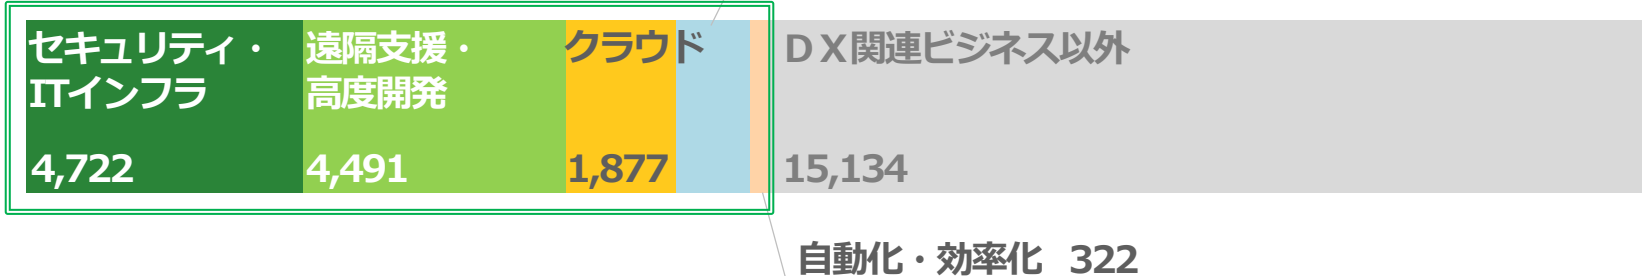 セキュリティ・
ITインフラ
4,722
遠隔支援・
高度開発
4,491
クラウド
1,877
ＤＸ関連ビジネス以外
15,134
自動化・効率化 322